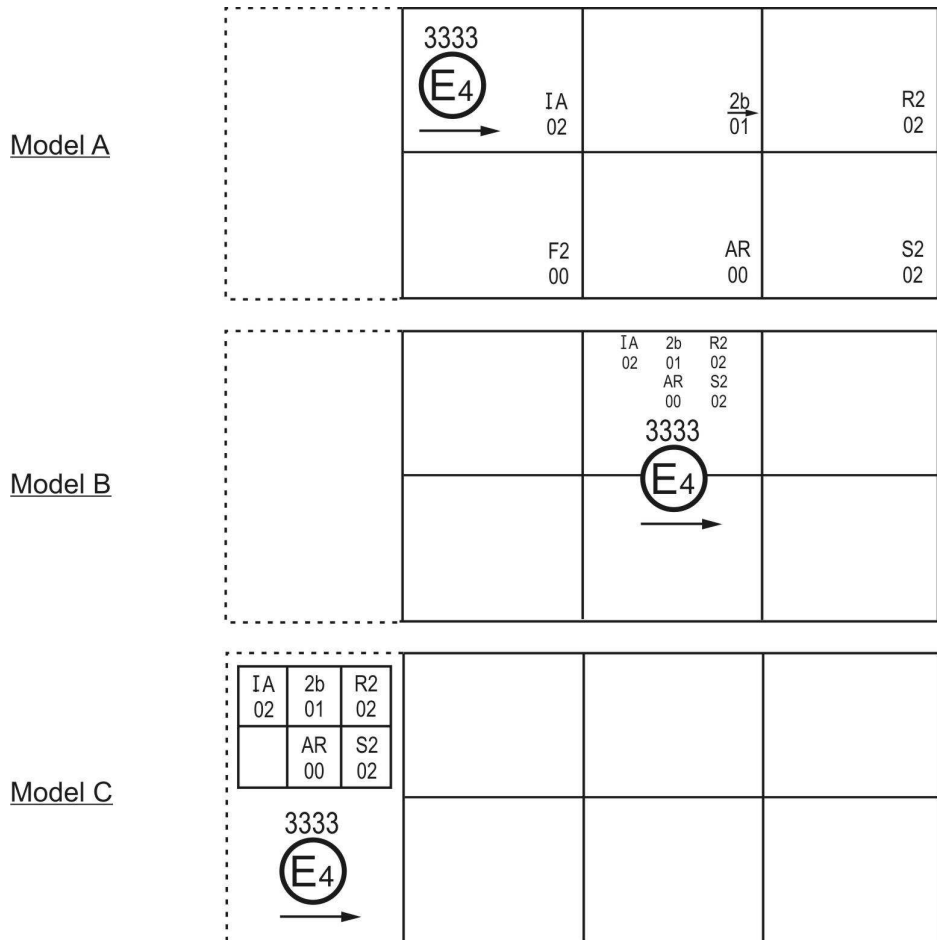 Model A
3333
E4
IA
02
2b
01
R2
02
F2
00
AR
00
S2
02
Model B
IA 2b R2
02 01 02
AR S2
00 02
3333
E4
Model C
IA 2b R2
02 01 02
AR S2
00 02
3333
E4